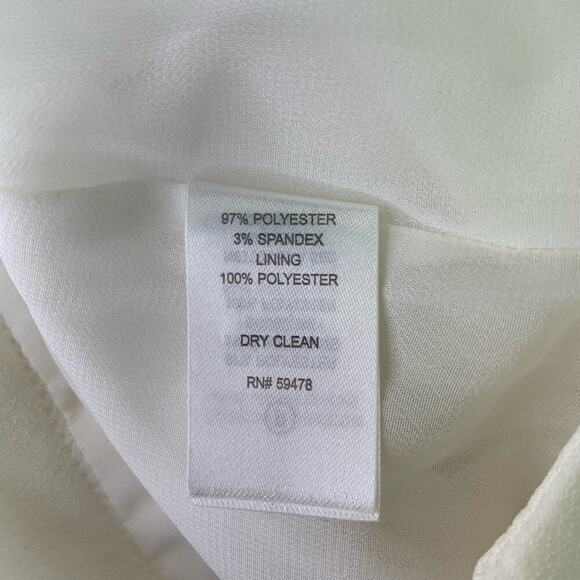 97% POLYESTER
3% SPANDEX
LINING
100% POLYESTER
DRY CLEAN
RN# 59478